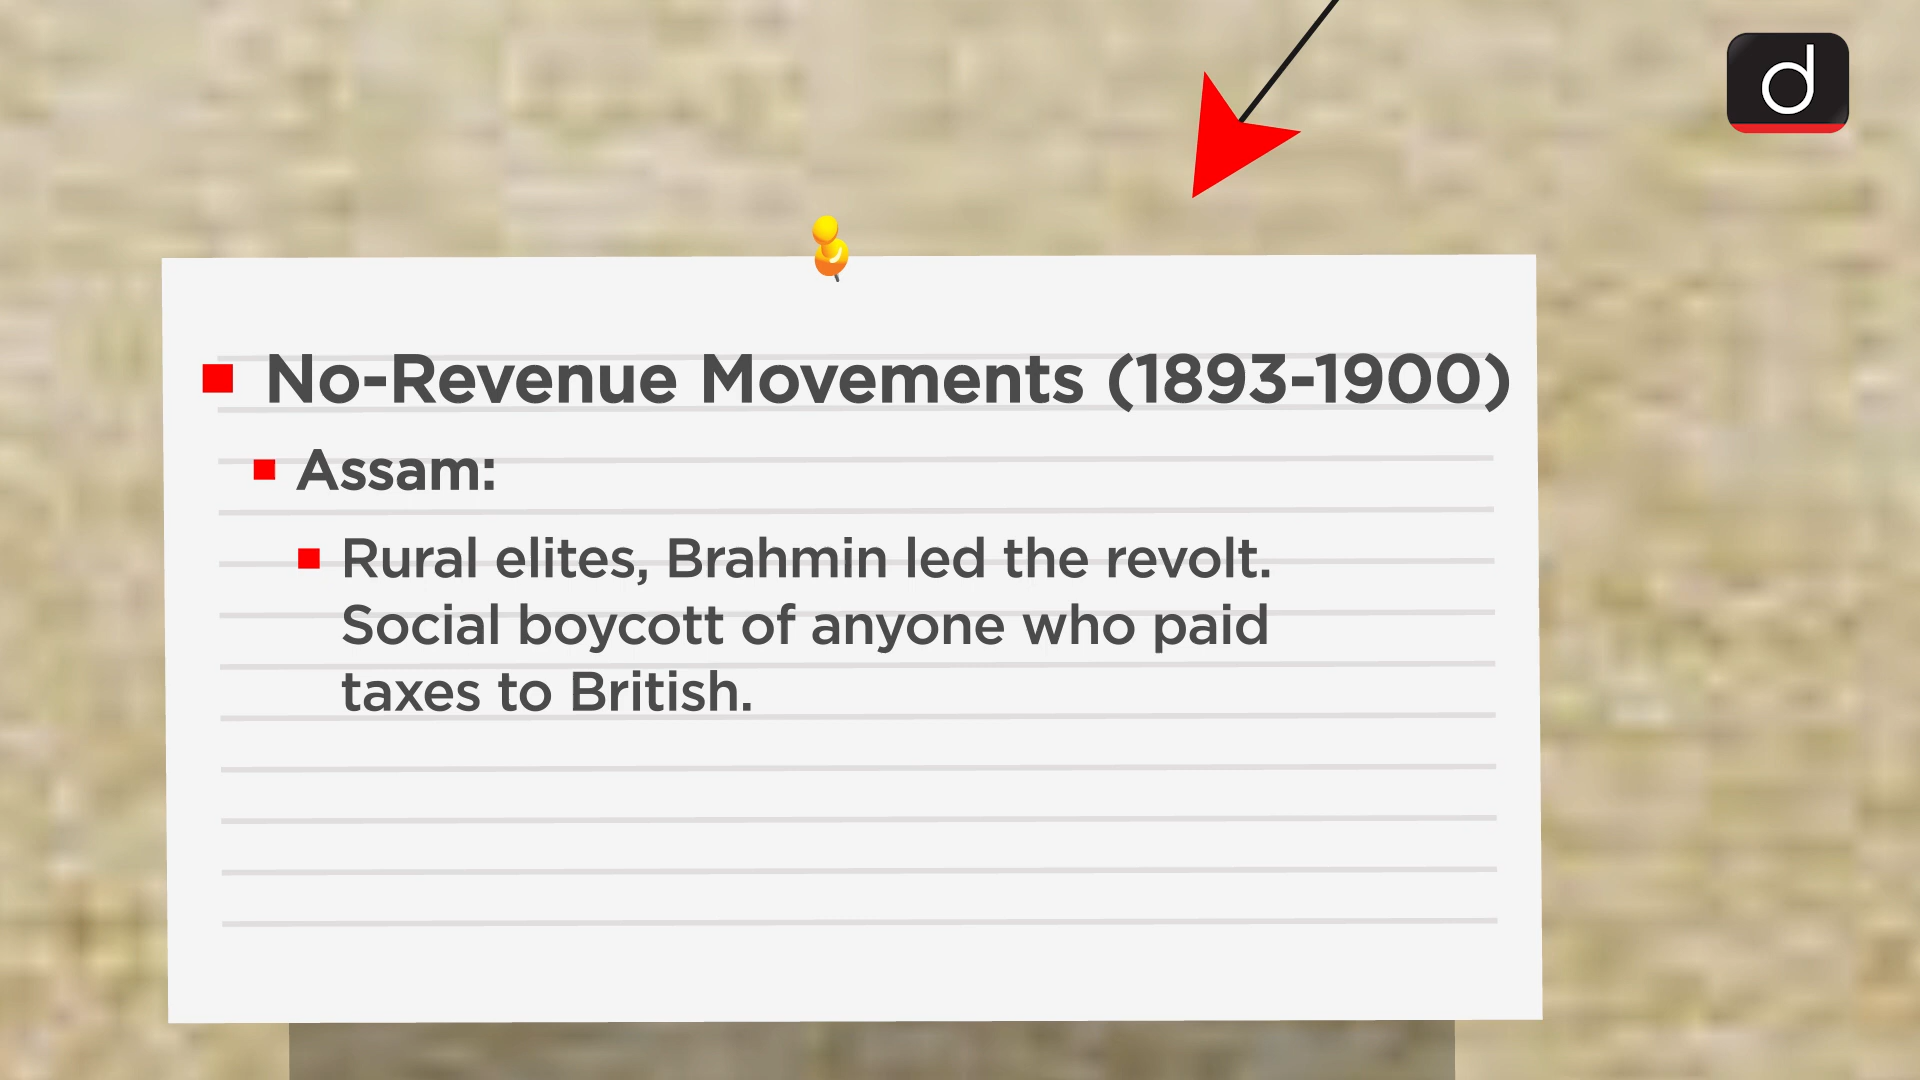 d
No-Revenue Movements (1893-1900)
Assam:
Rural elites, Brahmin led the revolt.
Social boycott of anyone who paid
taxes to British.